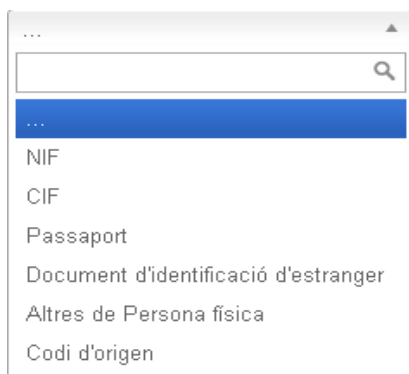 ...
...
NIF
CIF
Passaport
Document d'identificació d'estranger
Altres de Persona física
Codi d'origen